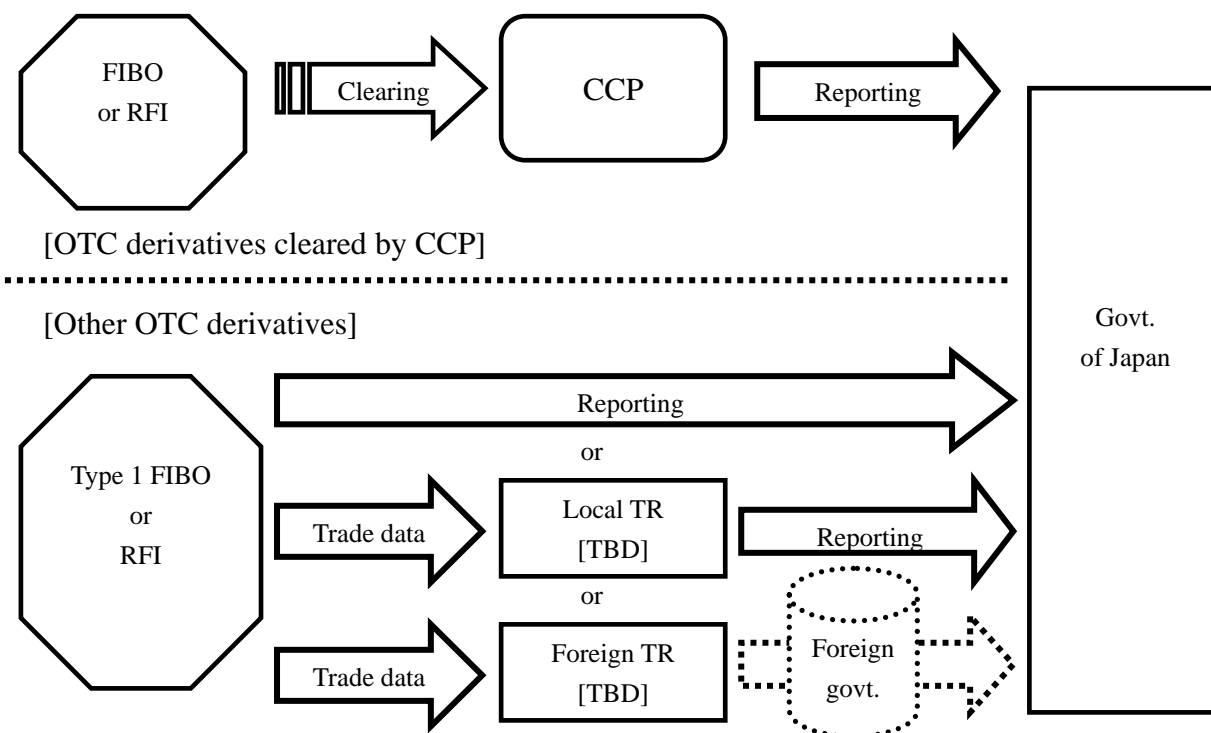 FIBO
or RFI
Clearing
CCP
Reporting
[OTC derivatives cleared by CCP]
[Other OTC derivatives]
Govt.
of Japan
Reporting
or
Type 1 FIBO
or
RFI
Trade data
Local TR
[TBD]
Reporting
or
Trade data
Foreign TR
[TBD]
Foreign
govt.